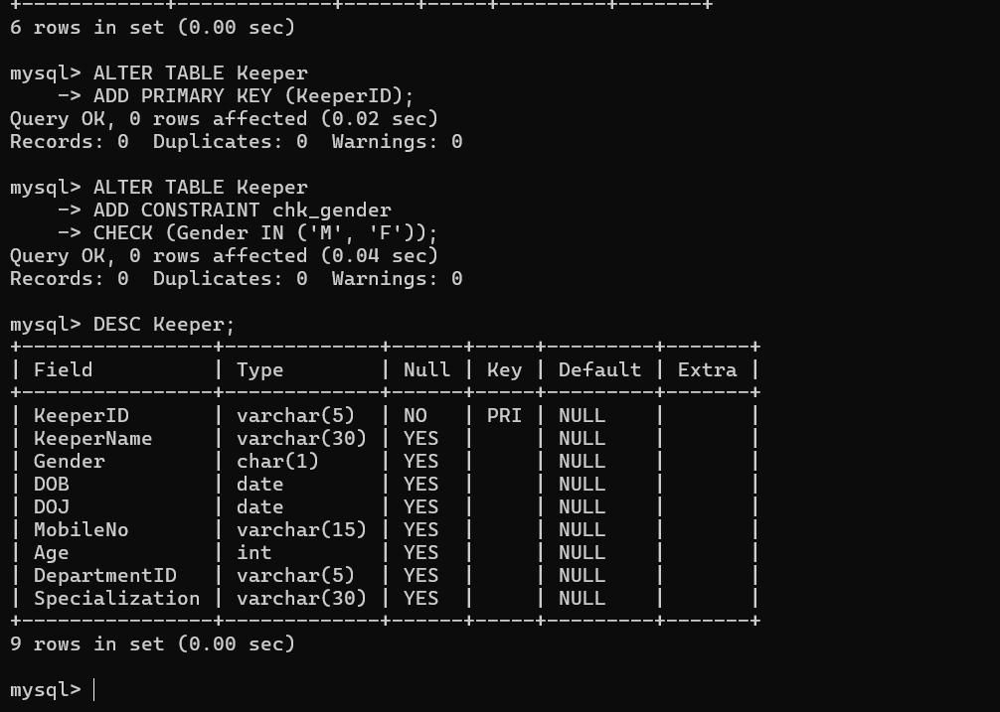 +------------+-------------+------+-----+---------+-------+
6 rows in set (0.00 sec)

mysql> ALTER TABLE Keeper
    -> ADD PRIMARY KEY (KeeperID);
Query OK, 0 rows affected (0.02 sec)
Records: 0  Duplicates: 0  Warnings: 0

mysql> ALTER TABLE Keeper
    -> ADD CONSTRAINT chk_gender
    -> CHECK (Gender IN ('M', 'F'));
Query OK, 0 rows affected (0.04 sec)
Records: 0  Duplicates: 0  Warnings: 0

mysql> DESC Keeper;
+----------------+-------------+------+-----+---------+-------+
| Field          | Type        | Null | Key | Default | Extra |
+----------------+-------------+------+-----+---------+-------+
| KeeperID       | varchar(5)  | NO   | PRI | NULL    |       |
| KeeperName     | varchar(30) | YES  |     | NULL    |       |
| Gender         | char(1)     | YES  |     | NULL    |       |
| DOB            | date        | YES  |     | NULL    |       |
| DOJ            | date        | YES  |     | NULL    |       |
| MobileNo       | varchar(15) | YES  |     | NULL    |       |
| Age            | int         | YES  |     | NULL    |       |
| DepartmentID   | varchar(5)  | YES  |     | NULL    |       |
| Specialization | varchar(30) | YES  |     | NULL    |       |
+----------------+-------------+------+-----+---------+-------+
9 rows in set (0.00 sec)

mysql>